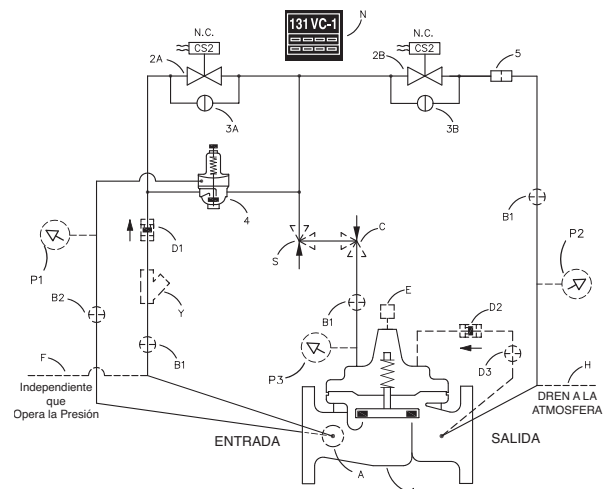 131 VC-1
N
N.C.
CS2
2A
3A
N.C.
CS2
2B
3B
5
4
D1
S
C
B1
P1
B2
Y
B1
E
P2
D2
D3
B1
P3
F
Independiente
que
Opera la Presión
H
DREN A LA
ATMOSFERA
ENTRADA
SALIDA
A